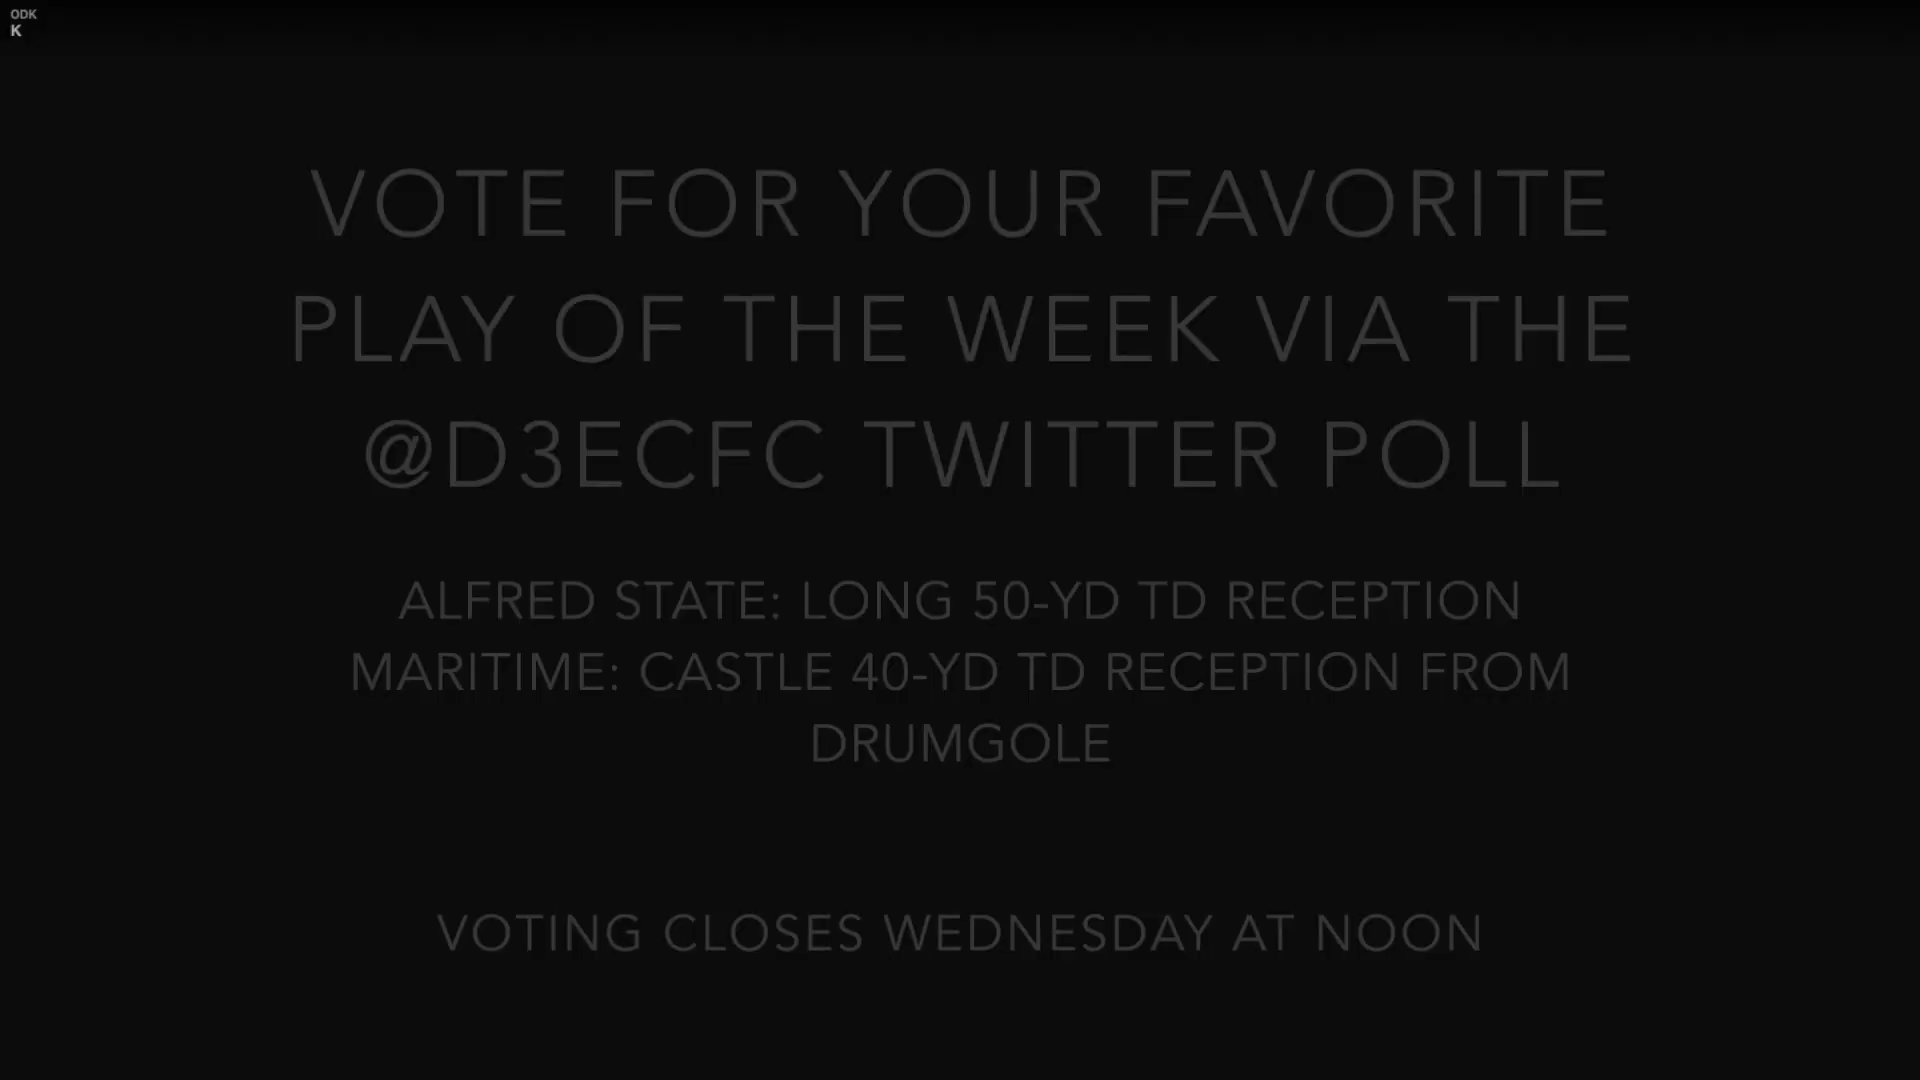 ODK
K
VOTE FOR YOUR FAVORITE
PLAY OF THE WEEK VIA THE
@D3ECFC TWITTER POLL
ALFRED STATE: LONG 50-YD TD RECEPTION
MARITIME: CASTLE 40-YD TD RECEPTION FROM
DRUMGOLE
VOTING CLOSES WEDNESDAY AT NOON